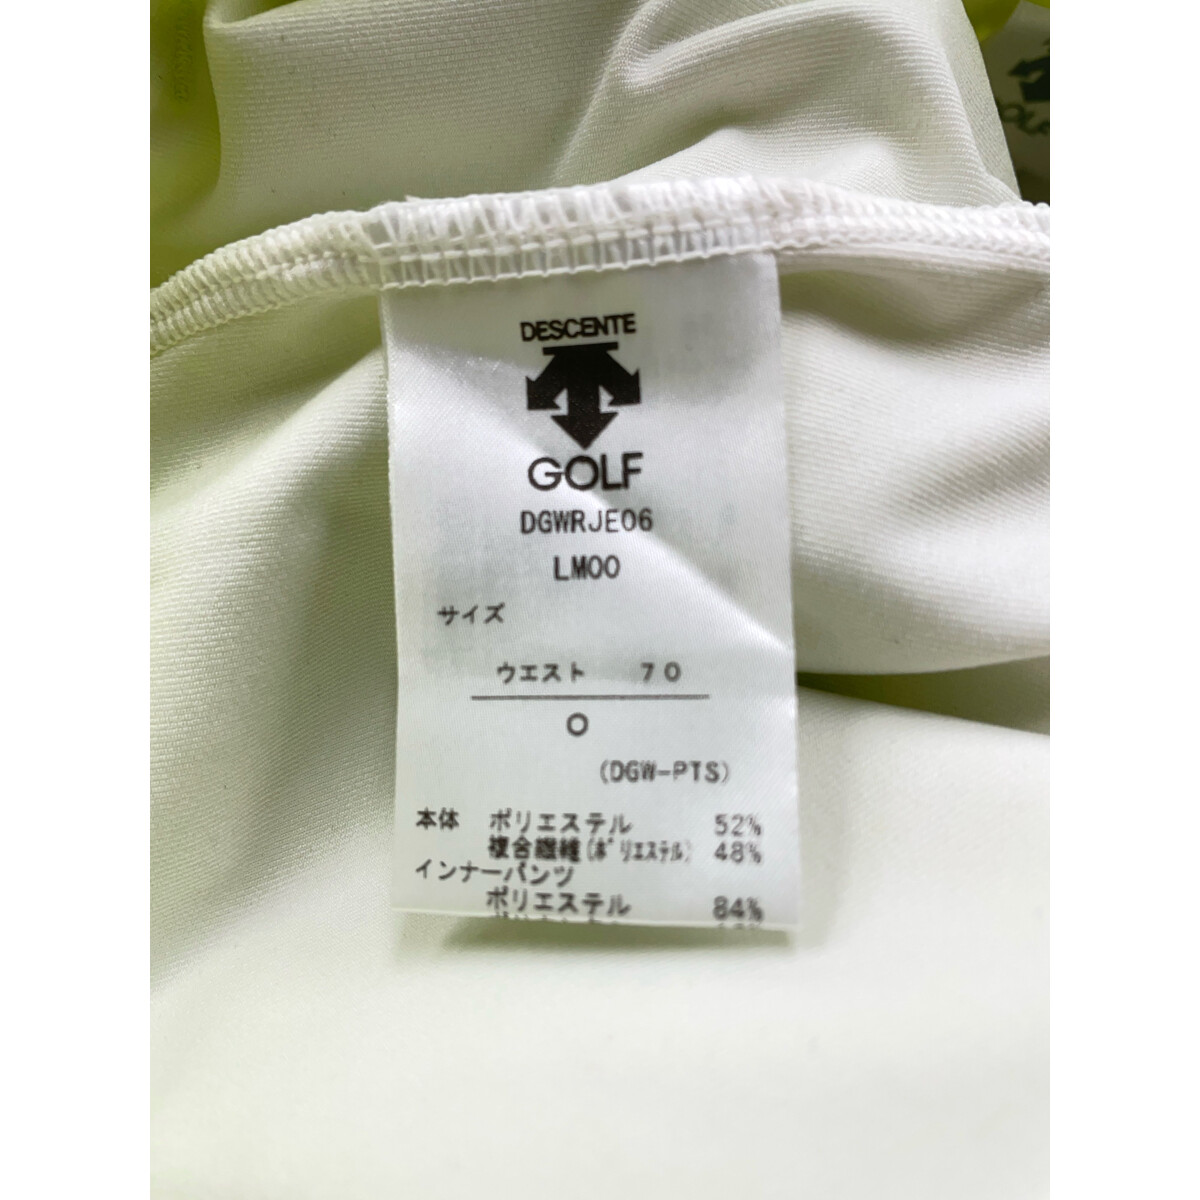 DESCENTE
GOLF
DGWRJE06
LM00
サイズ
ウエスト 70
O
(DGW-PTS)
本体 ポリエステル 52%
複合繊維(ポリエステル) 48%
インナーパンツ
ポリエステル 84%